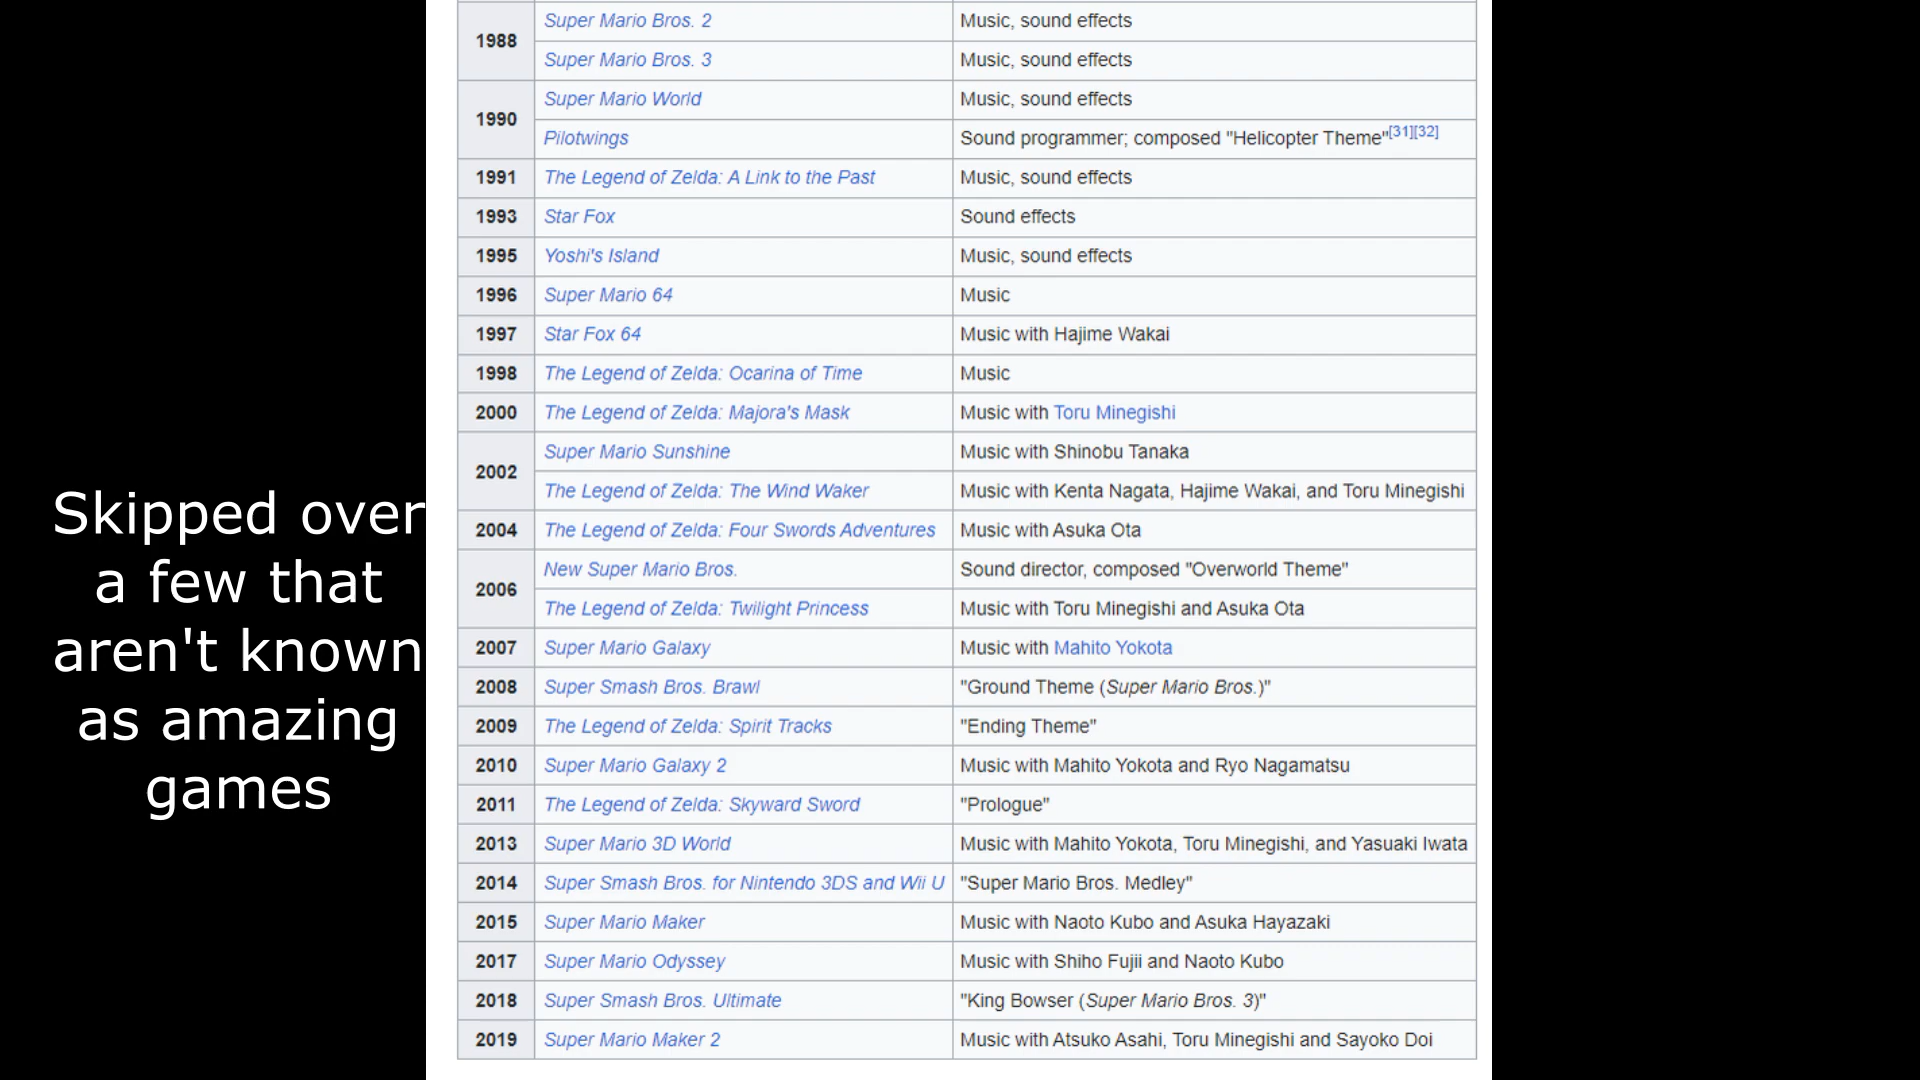 Skipped over
a few that
aren't known
as amazing
games
1988
Super Mario Bros. 2 Music, sound effects
Super Mario Bros. 3 Music, sound effects
1990
Super Mario World Music, sound effects
Pilotwings Sound programmer; composed "Helicopter Theme"[31][32]
1991 The Legend of Zelda: A Link to the Past Music, sound effects
1993 Star Fox Sound effects
1995 Yoshi's Island Music, sound effects
1996 Super Mario 64 Music
1997 Star Fox 64 Music with Hajime Wakai
1998 The Legend of Zelda: Ocarina of Time Music
2000 The Legend of Zelda: Majora's Mask Music with Toru Minegishi
2002
Super Mario Sunshine Music with Shinobu Tanaka
The Legend of Zelda: The Wind Waker Music with Kenta Nagata, Hajime Wakai, and Toru Minegishi
2004 The Legend of Zelda: Four Swords Adventures Music with Asuka Ota
2006
New Super Mario Bros. Sound director, composed "Overworld Theme"
The Legend of Zelda: Twilight Princess Music with Toru Minegishi and Asuka Ota
2007 Super Mario Galaxy Music with Mahito Yokota
2008 Super Smash Bros. Brawl "Ground Theme (Super Mario Bros.)"
2009 The Legend of Zelda: Spirit Tracks "Ending Theme"
2010 Super Mario Galaxy 2 Music with Mahito Yokota and Ryo Nagamatsu
2011 The Legend of Zelda: Skyward Sword "Prologue"
2013 Super Mario 3D World Music with Mahito Yokota, Toru Minegishi, and Yasuaki Iwata
2014 Super Smash Bros. for Nintendo 3DS and Wii U "Super Mario Bros. Medley"
2015 Super Mario Maker Music with Naoto Kubo and Asuka Hayazaki
2017 Super Mario Odyssey Music with Shiho Fujii and Naoto Kubo
2018 Super Smash Bros. Ultimate "King Bowser (Super Mario Bros. 3)"
2019 Super Mario Maker 2 Music with Atsuko Asahi, Toru Minegishi and Sayoko Doi